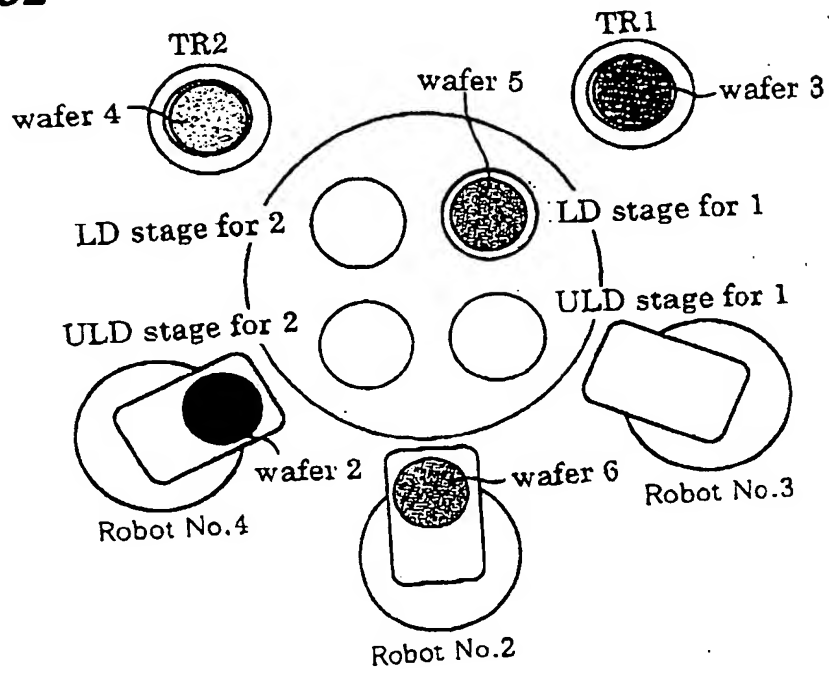 TR2
TR1
wafer 5
wafer 4
wafer 3
LD stage for 2
LD stage for 1
ULD stage for 2
ULD stage for 1
wafer 2
wafer 6
Robot No.4
Robot No.3
Robot No.2